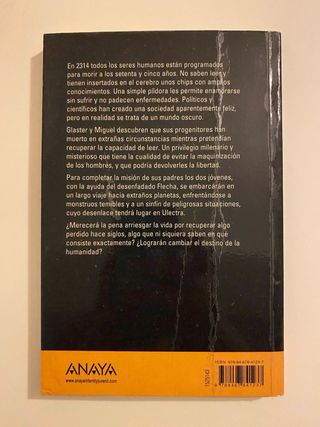 En 2314 todos los seres humanos están programados
para morir a los setenta y cinco años. No saben leer y
tienen insertados en el cerebro unos chips con amplios
conocimientos. Una simple píldora les permite enamorarse
sin sufrir y no padecen enfermedades. Políticos y
científicos han creado una sociedad aparentemente feliz,
pero en realidad se trata de un mundo oscuro.
Glaster y Miguel descubren que sus progenitores han
muerto en extrañas circunstancias mientras pretendían
recuperar la capacidad de leer. Un privilegio milenario y
misterioso que tiene la cualidad de evitar la maquinización
de los hombres, y que podría devolverles la libertad.
Para completar la misión de sus padres los dos jóvenes,
con la ayuda del desenfadado Flecha, se embarcarán en
un largo viaje hacia extraños planetas, enfrentándose a
monstruos temibles y a un sinfín de peligrosas situaciones,
cuyo desenlace tendrá lugar en Ulectra.
¿Merecerá la pena arriesgar la vida por recuperar algo
perdido hace siglos, algo que ni siquiera saben en qué
consiste exactamente? ¿Lograrán cambiar el destino de la
humanidad?
ANAYA
www.anayainfantilyjuvenil.com